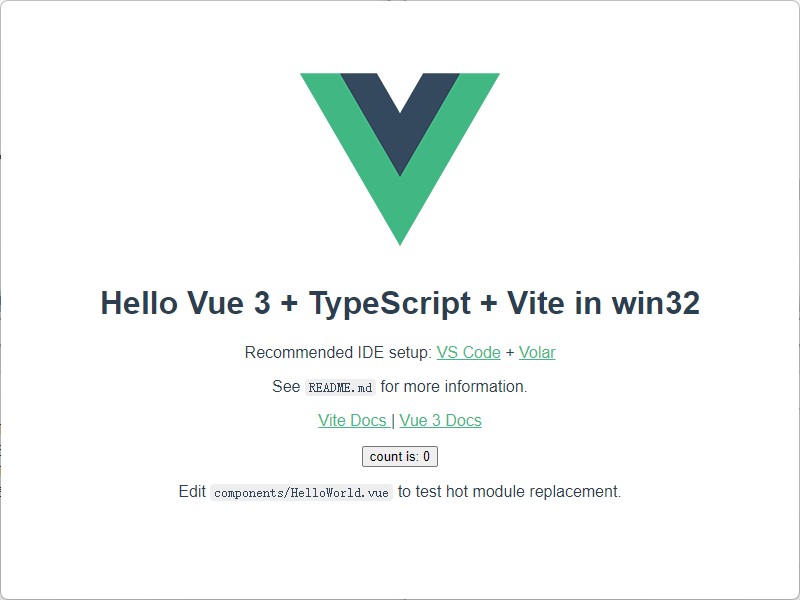 Hello Vue 3 + TypeScript + Vite in win32
Recommended IDE setup: VS Code + Volar
See README.md for more information.
Vite Docs | Vue 3 Docs
count is: 0
Edit components/HelloWorld.vue to test hot module replacement.